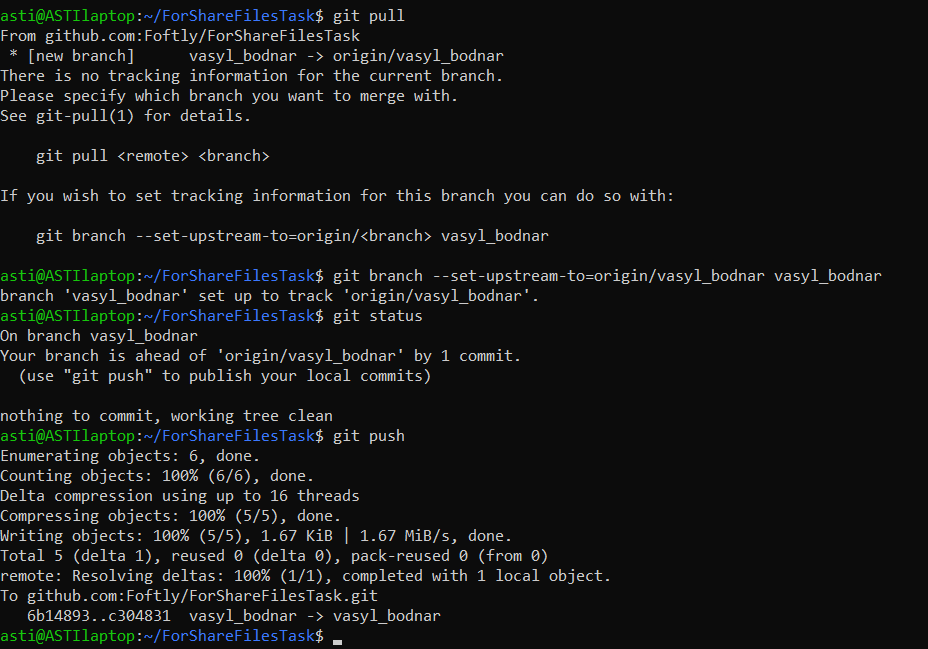 asti@ASTIlaptop:~/ForShareFilesTask$ git pull
From github.com:Foftly/ForShareFilesTask
 * [new branch]      vasyl_bodnar -> origin/vasyl_bodnar
There is no tracking information for the current branch.
Please specify which branch you want to merge with.
See git-pull(1) for details.

    git pull <remote> <branch>

If you wish to set tracking information for this branch you can do so with:

    git branch --set-upstream-to=origin/<branch> vasyl_bodnar

asti@ASTIlaptop:~/ForShareFilesTask$ git branch --set-upstream-to=origin/vasyl_bodnar vasyl_bodnar
branch 'vasyl_bodnar' set up to track 'origin/vasyl_bodnar'.
asti@ASTIlaptop:~/ForShareFilesTask$ git status
On branch vasyl_bodnar
Your branch is ahead of 'origin/vasyl_bodnar' by 1 commit.
  (use "git push" to publish your local commits)

nothing to commit, working tree clean
asti@ASTIlaptop:~/ForShareFilesTask$ git push
Enumerating objects: 6, done.
Counting objects: 100% (6/6), done.
Delta compression using up to 16 threads
Compressing objects: 100% (5/5), done.
Writing objects: 100% (5/5), 1.67 KiB | 1.67 MiB/s, done.
Total 5 (delta 1), reused 0 (delta 0), pack-reused 0 (from 0)
remote: Resolving deltas: 100% (1/1), completed with 1 local object.
To github.com:Foftly/ForShareFilesTask.git
   6b14893..c304831  vasyl_bodnar -> vasyl_bodnar
asti@ASTIlaptop:~/ForShareFilesTask$